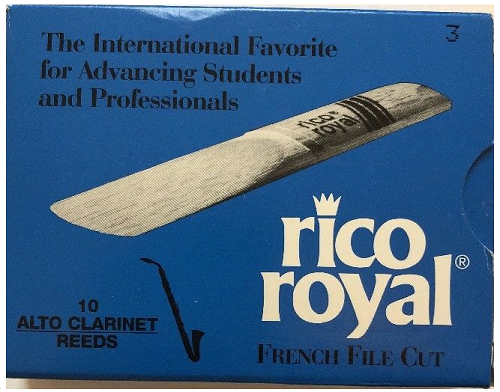 The International Favorite
3
for Advancing Students
and Professionals
rico
royal
rico
royal®
10
ALTO CLARINET
REEDS
FRENCH FILE CUT